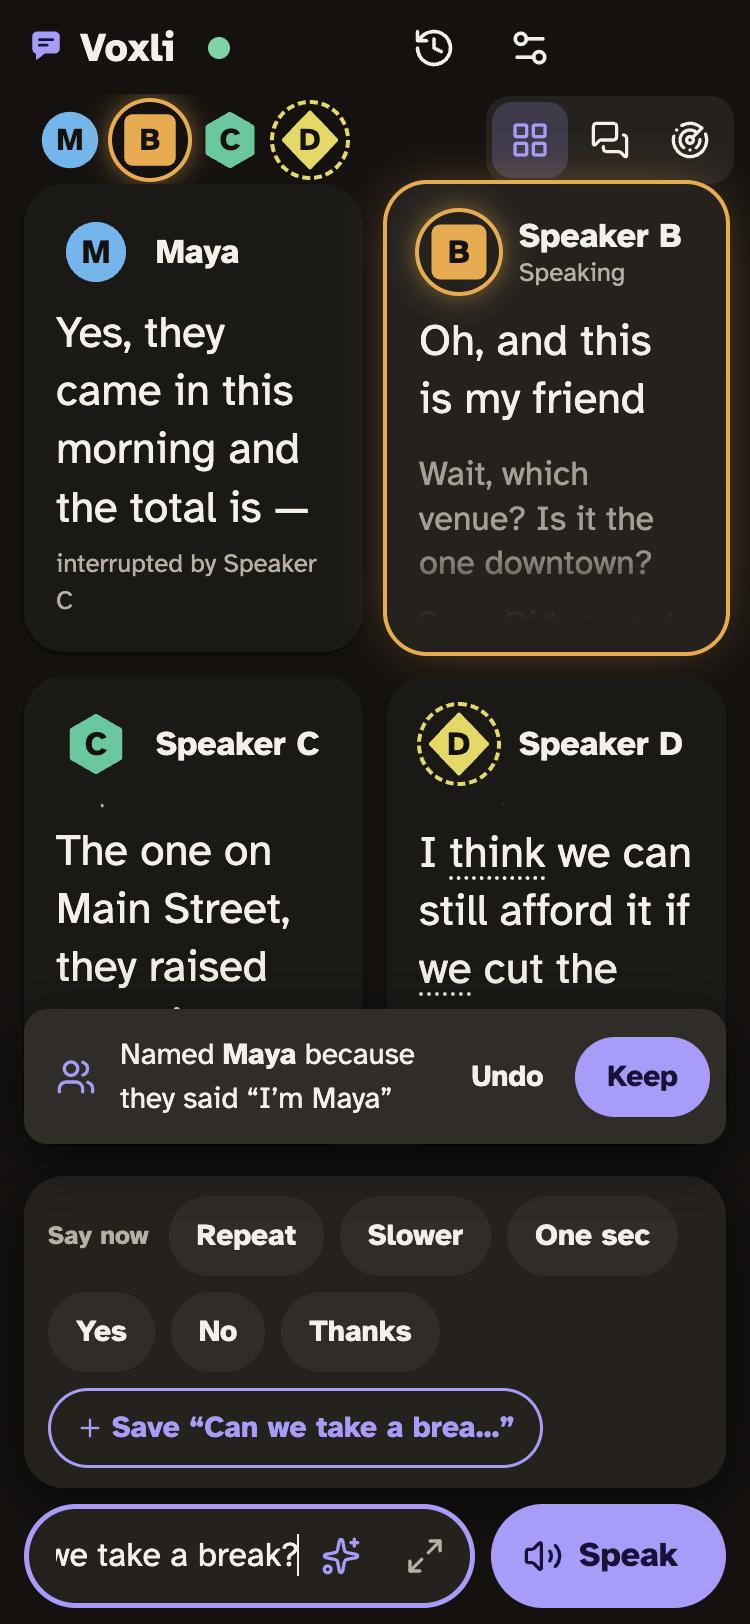 Voxli
M B C D
M Maya
Yes, they
came in this
morning and
the total is —
interrupted by Speaker
C
B Speaker B
Speaking
Oh, and this
is my friend
Wait, which
venue? Is it the
one downtown?
C Speaker C
The one on
Main Street,
they raised
D Speaker D
I think we can
still afford it if
we cut the
Named Maya because
they said “I’m Maya”
Undo
Keep
Say now
Repeat
Slower
One sec
Yes
No
Thanks
+ Save “Can we take a brea...”
we take a break?
Speak